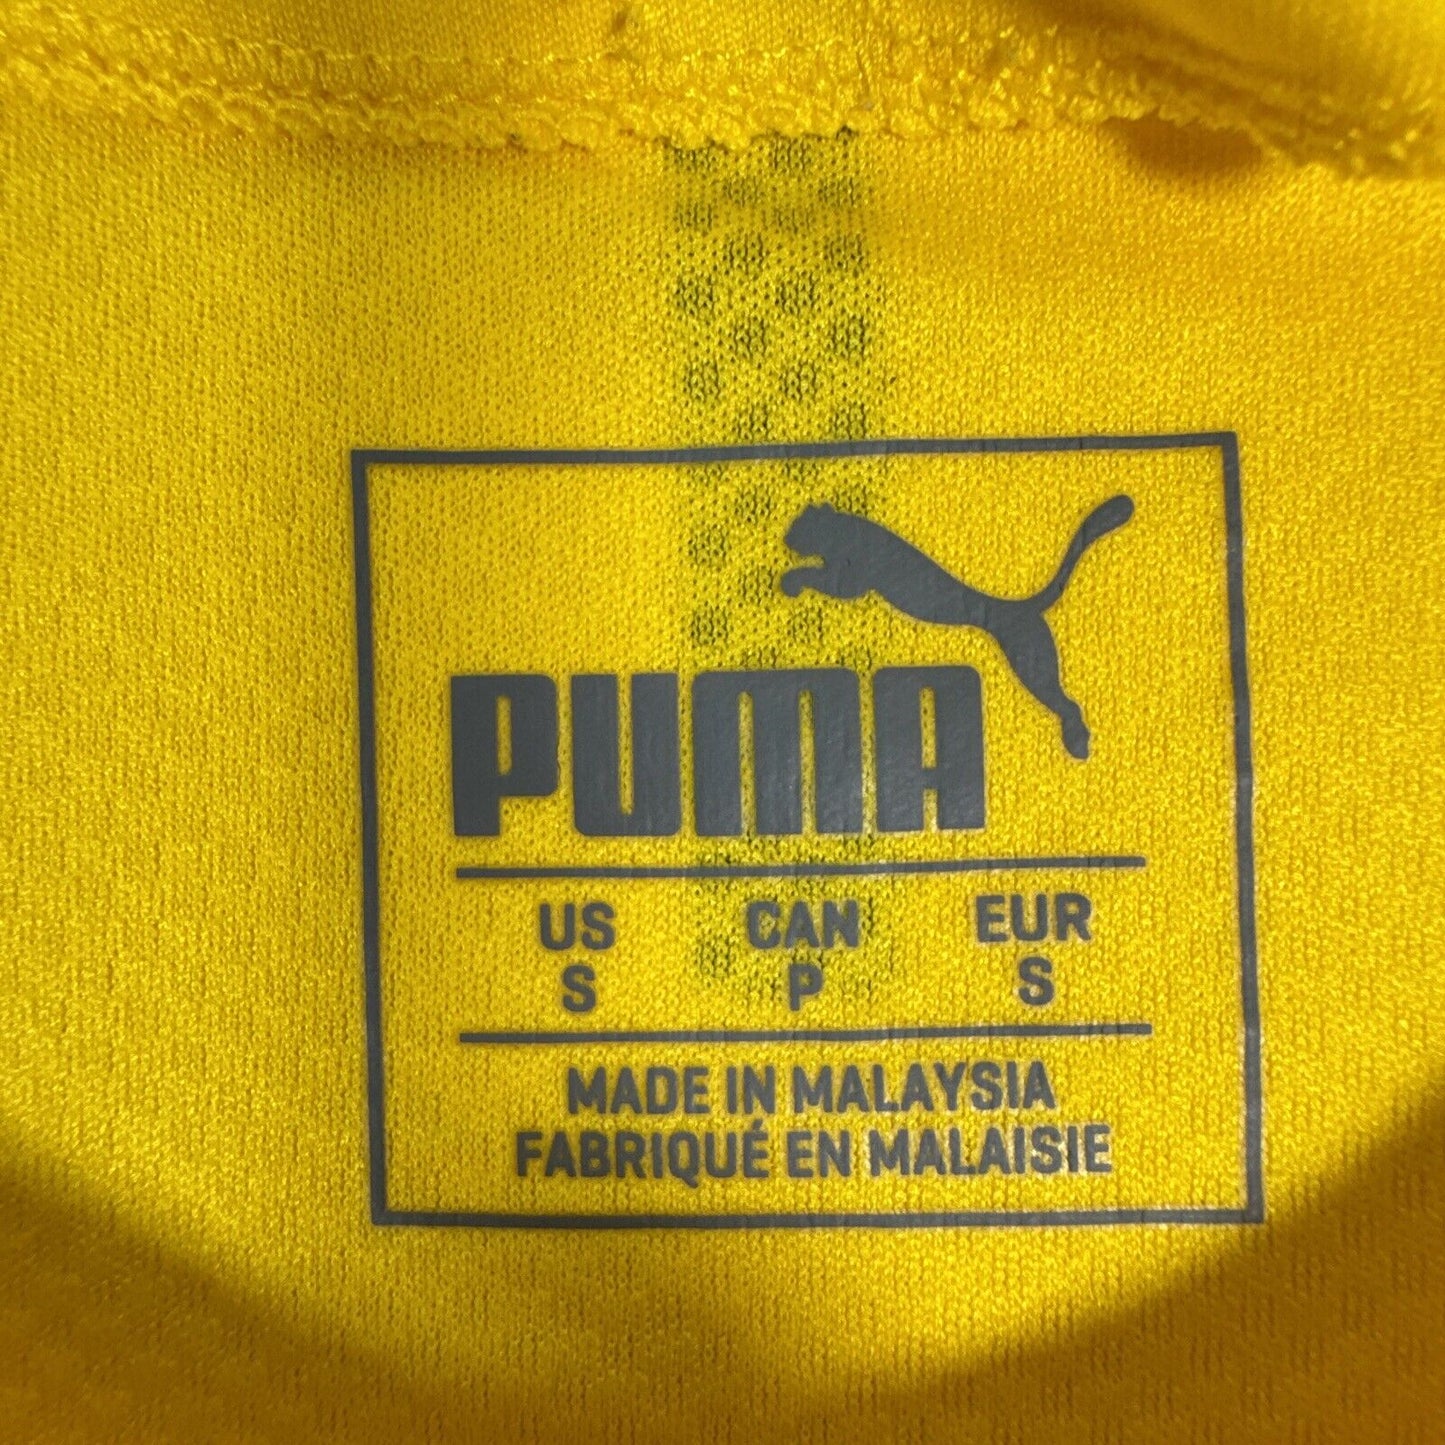 PUMA
US CAN EUR
S P S
MADE IN MALAYSIA
FABRIQUÉ EN MALAISIE